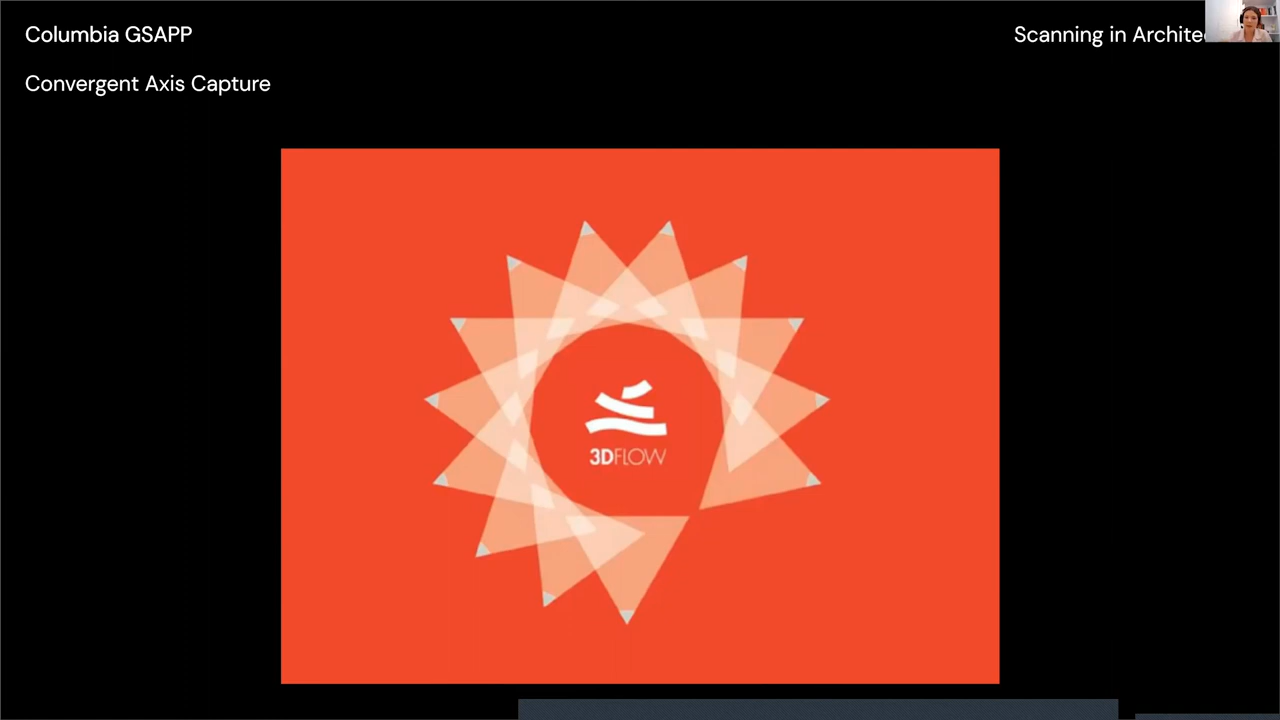 Columbia GSAPP
Scanning in Archite
Convergent Axis Capture
3DFLOW